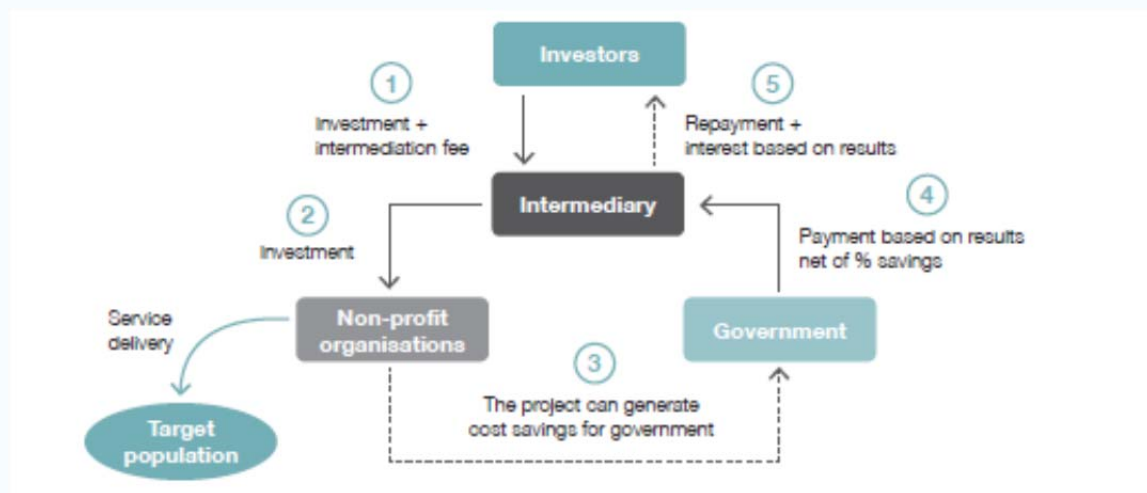 Investors
1
5
Investment +
intermediation fee
Repayment +
interest based on results
Intermediary
2
4
Investment
Payment based on results
net of % savings
Service
delivery
Non-profit
organisations
Government
3
The project can generate
cost savings for government
Target
population